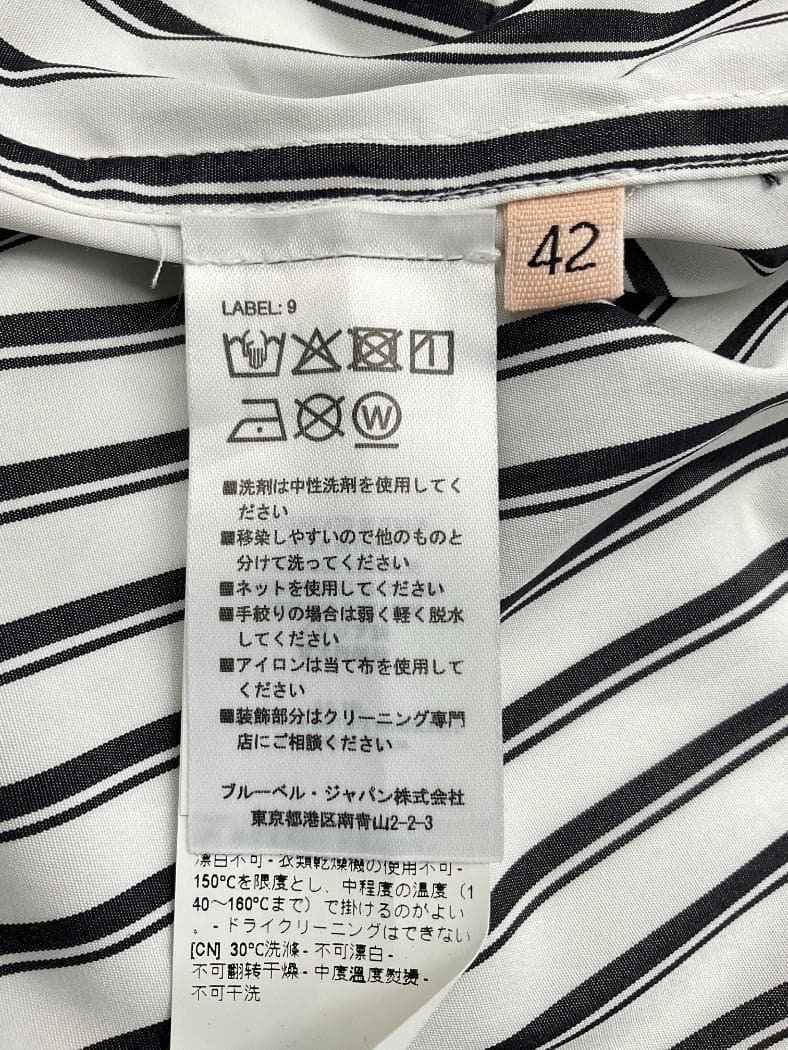 42
LABEL: 9
W
■洗剤は中性洗剤を使用してく
ださい
■移染しやすいので他のものと
分けて洗ってください
■ネットを使用してください
■手絞りの場合は弱く軽く脱水
してください
■アイロンは当て布を使用して
ください
■装飾部分はクリーニング専門
店にご相談ください
ブルーベル・ジャパン株式会社
東京都港区南青山2-2-3
漂白不可 - 衣類乾燥機の使用不可 -
150℃を限度とし、中程度の温度（1
40～160℃まで）で掛けるのがよい
。 - ドライクリーニングはできない
[CN] 30℃洗滌 - 不可漂白 -
不可翻转干燥 - 中度溫度熨燙 -
不可干洗